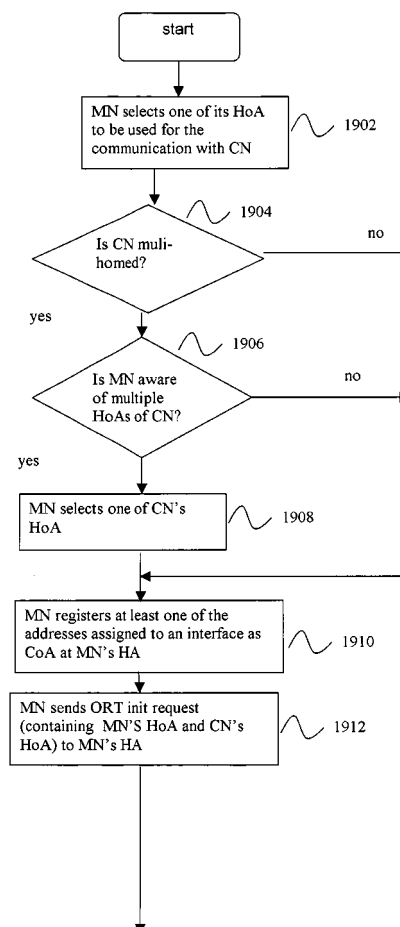 start
MN selects one of its HoA
to be used for the
communication with CN
1902
1904
Is CN muli-
homed?
no
yes
1906
Is MN aware
of multiple
HoAs of CN?
no
yes
MN selects one of CN's
HoA
1908
MN registers at least one of the
addresses assigned to an interface as
CoA at MN's HA
1910
MN sends ORT init request
(containing MN'S HoA and CN's
HoA) to MN's HA
1912